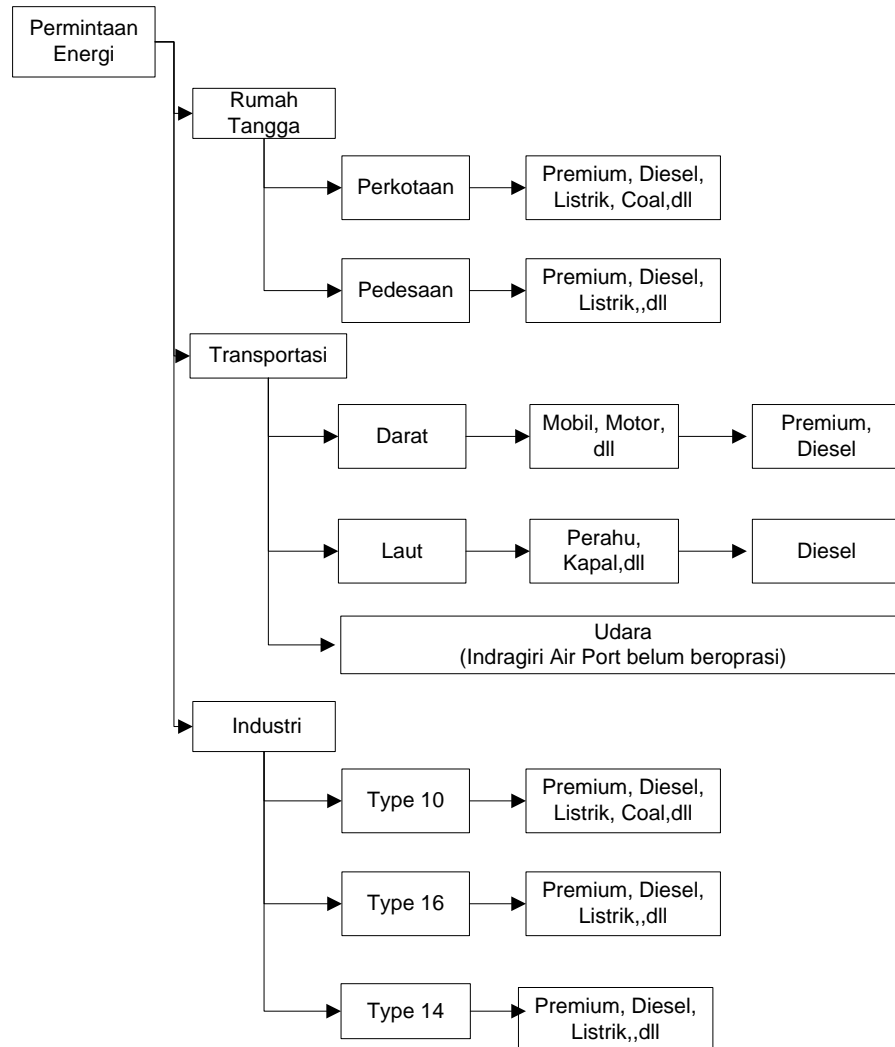 Permintaan
Energi
Rumah
Tangga
Perkotaan
Premium, Diesel,
Listrik, Coal,dll
Pedesaan
Premium, Diesel,
Listrik,,dll
Transportasi
Darat
Mobil, Motor,
dll
Premium,
Diesel
Laut
Perahu,
Kapal,dll
Diesel
Udara
(Indragiri Air Port belum beroprasi)
Industri
Type 10
Premium, Diesel,
Listrik, Coal,dll
Type 16
Premium, Diesel,
Listrik,,dll
Type 14
Premium, Diesel,
Listrik,,dll